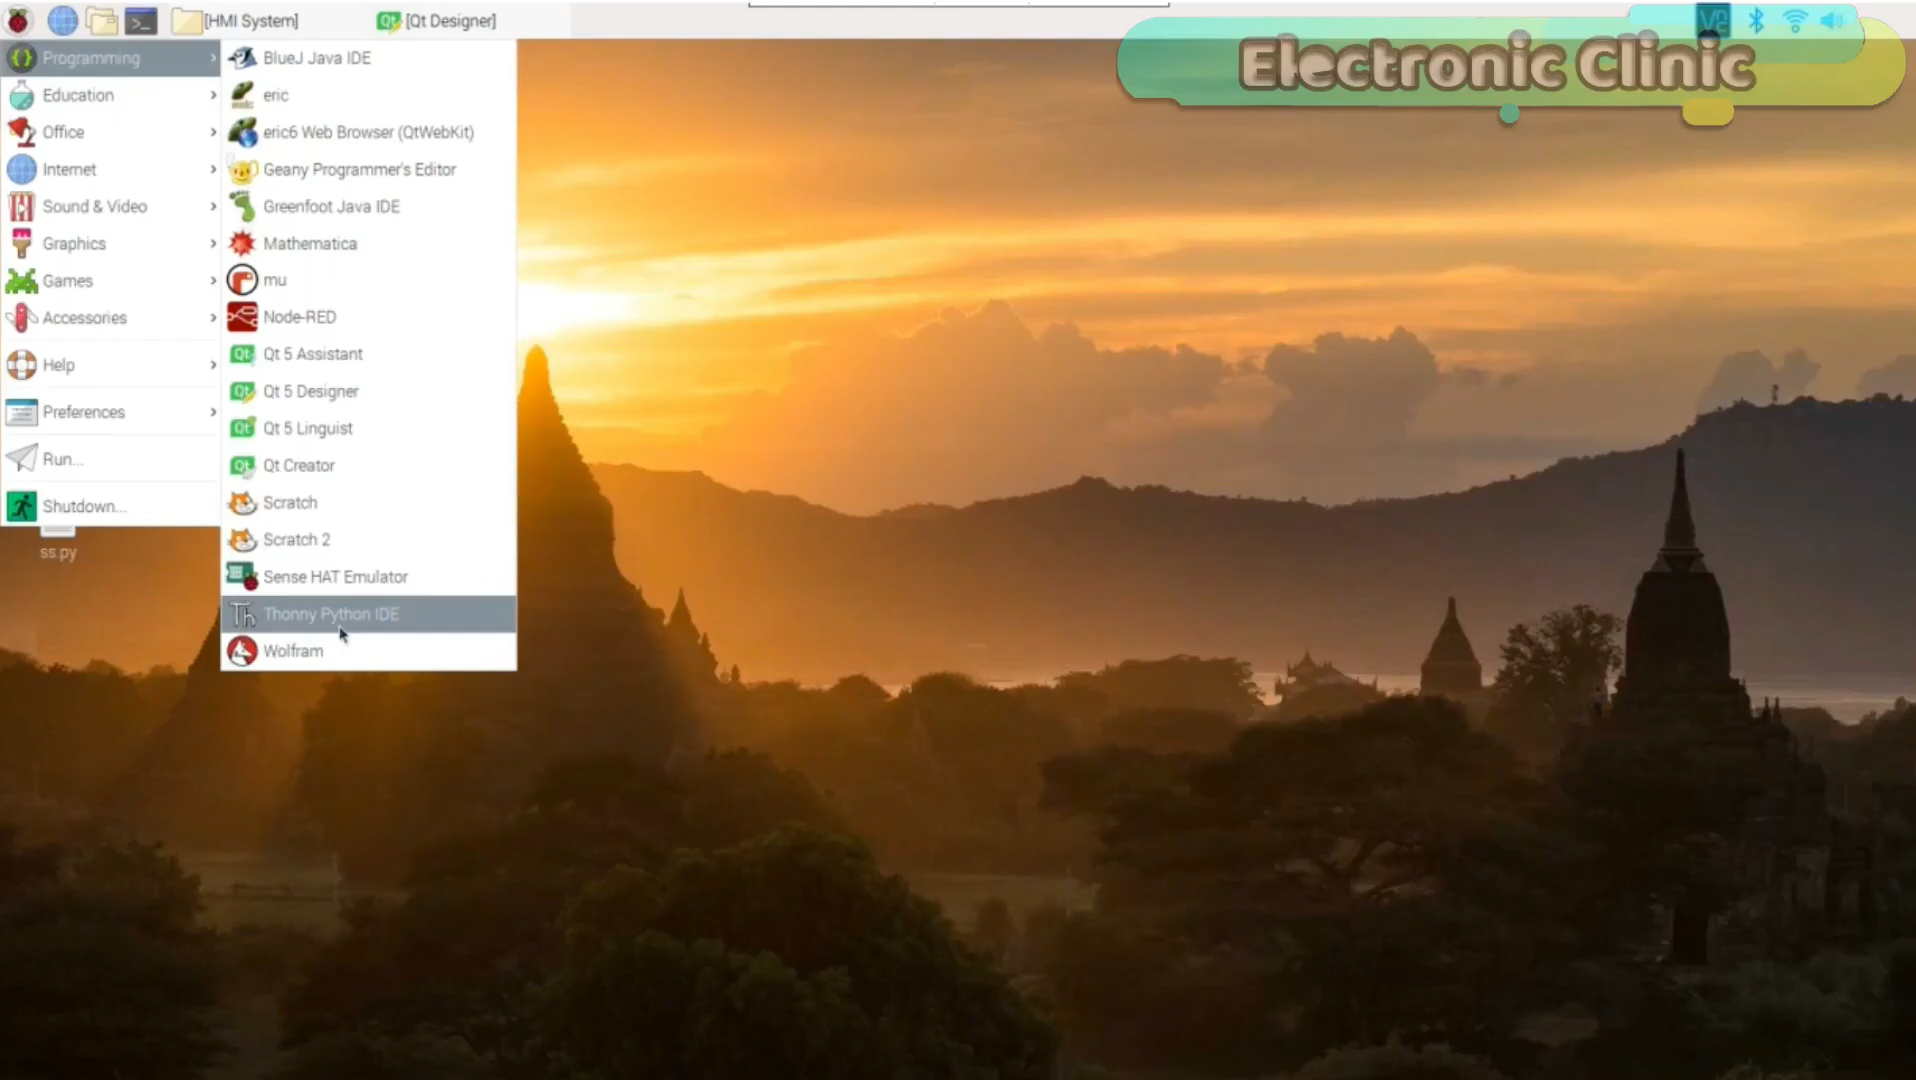 [HMI System]
[Qt Designer]
Electronic Clinic
Programming
Education
Office
Internet
Sound & Video
Graphics
Games
Accessories
Help
Preferences
Run...
Shutdown...
BlueJ Java IDE
eric
eric6 Web Browser (QtWebKit)
Geany Programmer's Editor
Greenfoot Java IDE
Mathematica
mu
Node-RED
Qt 5 Assistant
Qt 5 Designer
Qt 5 Linguist
Qt Creator
Scratch
Scratch 2
Sense HAT Emulator
Thonny Python IDE
Wolfram
ss.py